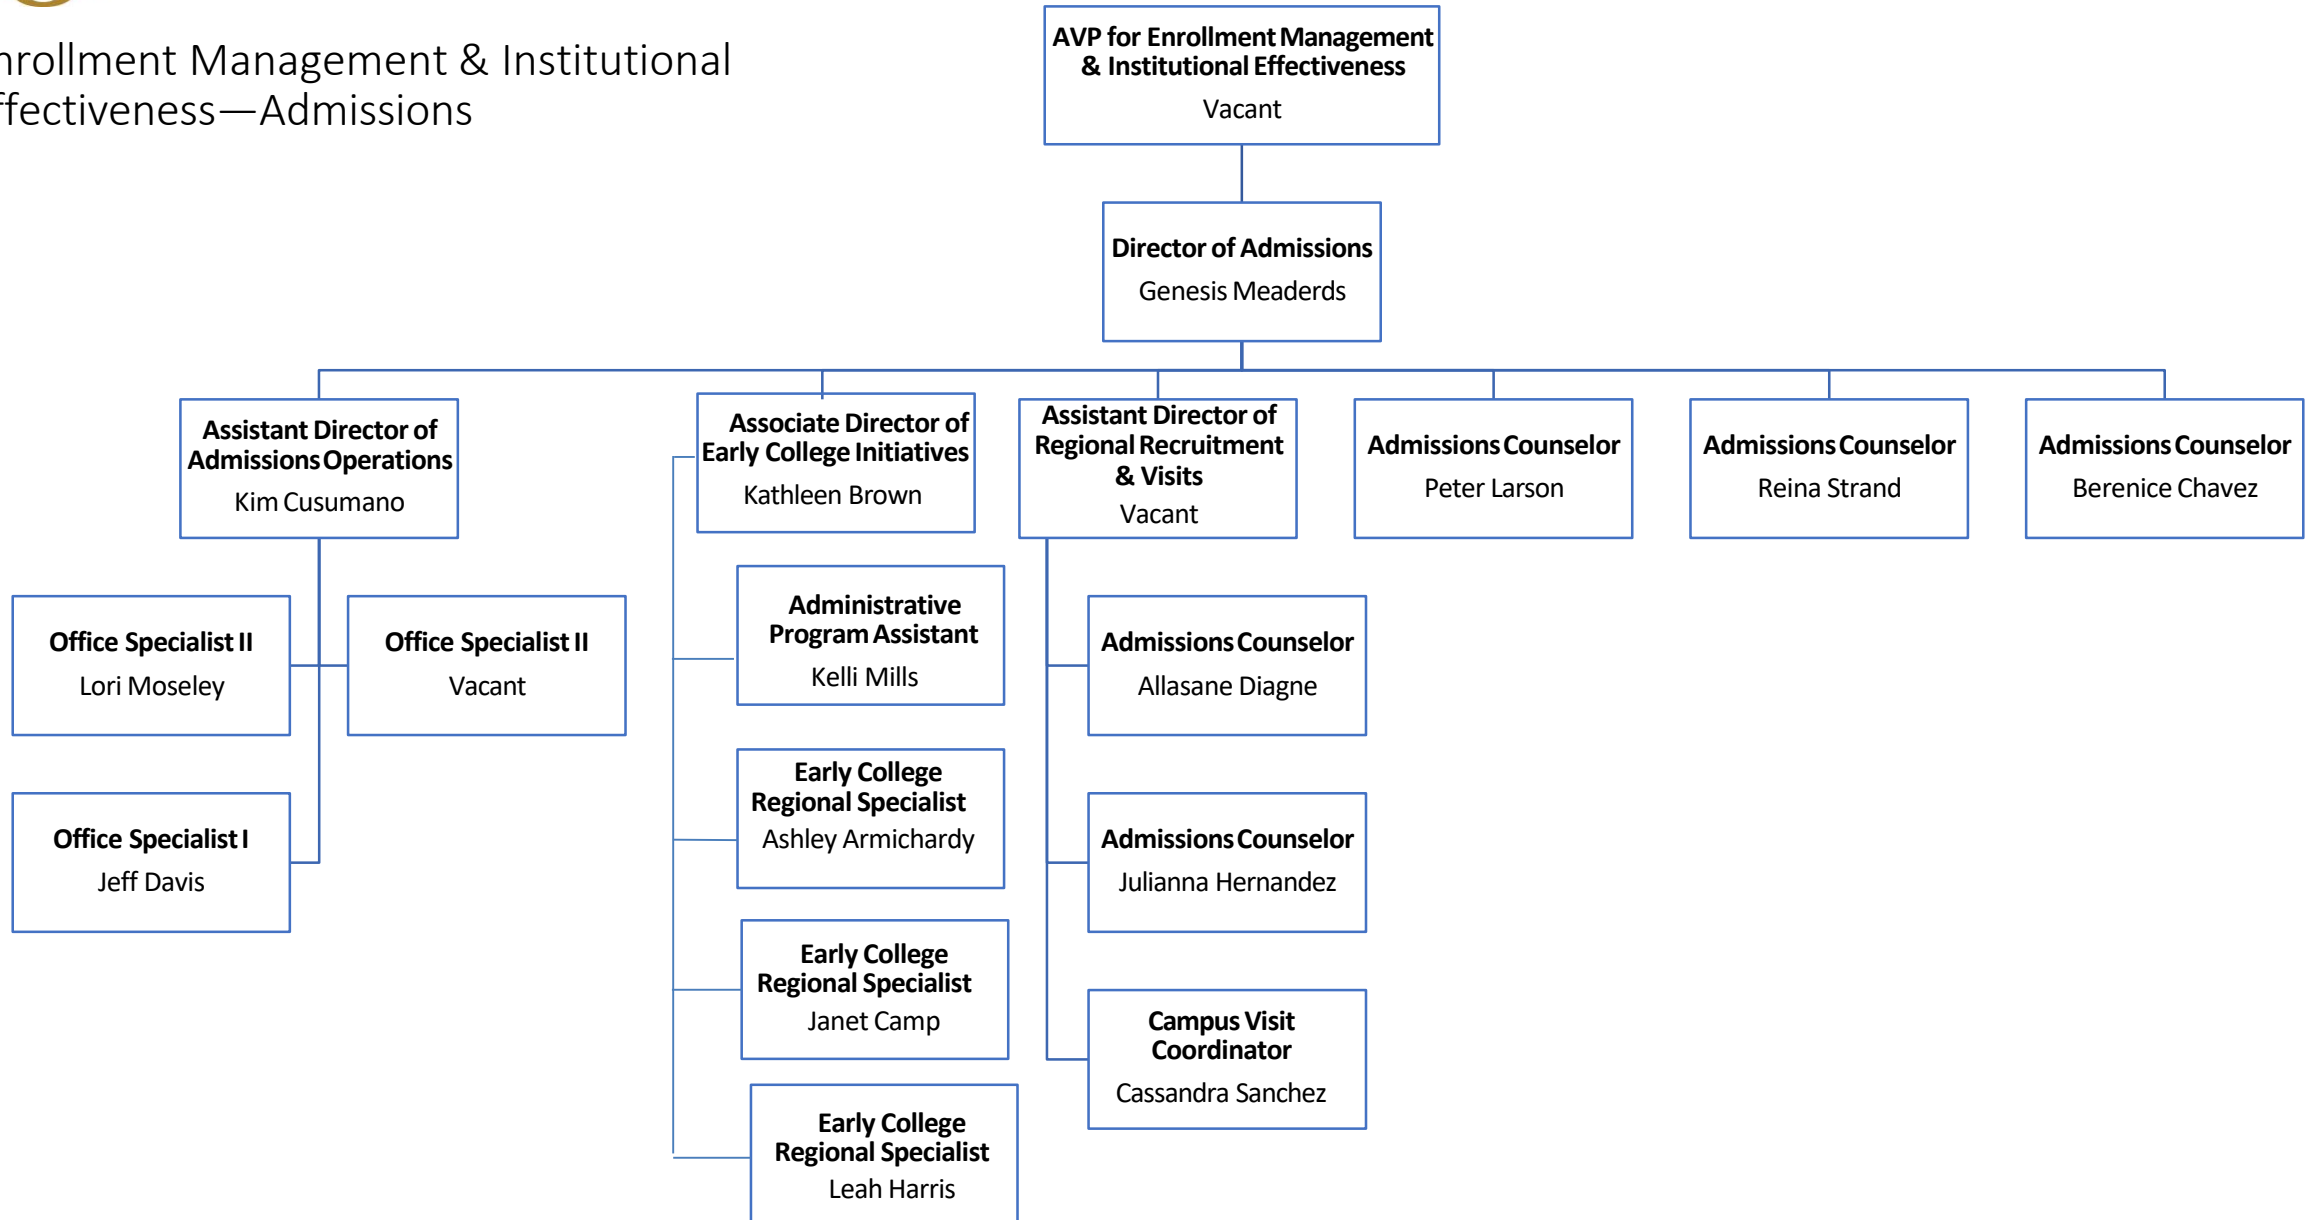 nrollment Management & Institutional
ffectiveness—Admissions
AVP for Enrollment Management
& Institutional Effectiveness
Vacant
Director of Admissions
Genesis Meaderds
Assistant Director of
Admissions Operations
Kim Cusumano
Associate Director of
Early College Initiatives
Kathleen Brown
Assistant Director of
Regional Recruitment
& Visits
Vacant
Admissions Counselor
Peter Larson
Admissions Counselor
Reina Strand
Admissions Counselor
Berenice Chavez
Office Specialist II
Lori Moseley
Office Specialist II
Vacant
Office Specialist I
Jeff Davis
Administrative
Program Assistant
Kelli Mills
Early College
Regional Specialist
Ashley Armichardy
Early College
Regional Specialist
Janet Camp
Early College
Regional Specialist
Leah Harris
Admissions Counselor
Allasane Diagne
Admissions Counselor
Julianna Hernandez
Campus Visit
Coordinator
Cassandra Sanchez